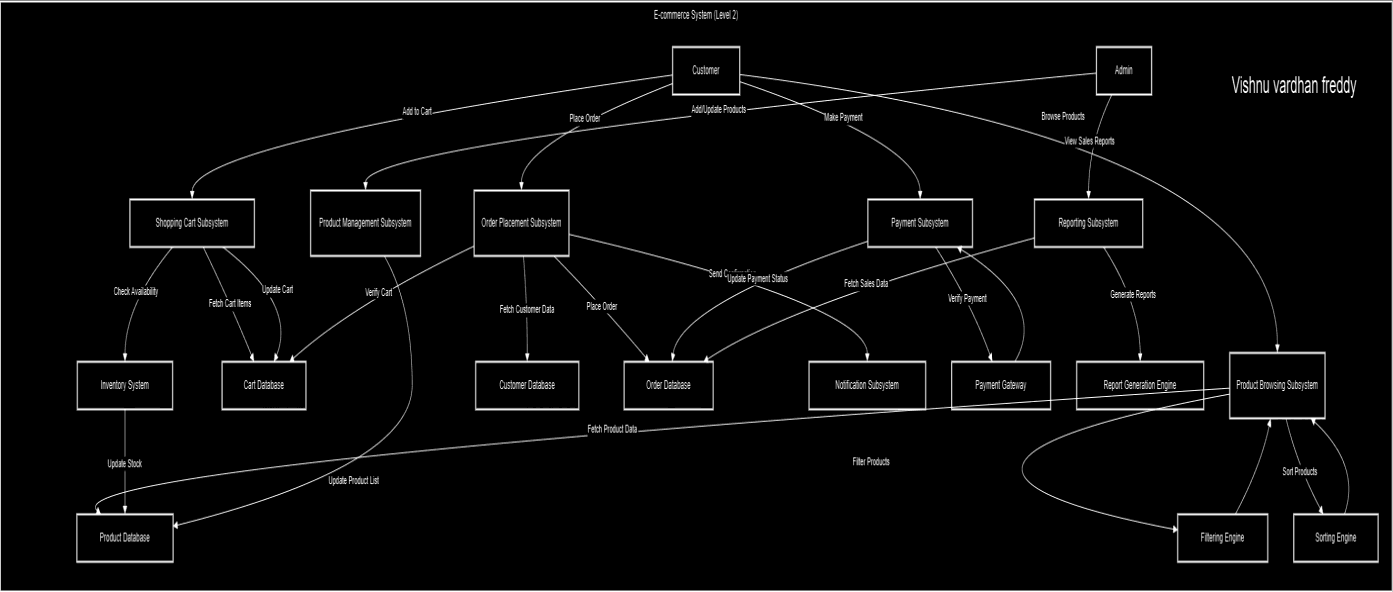 E-commerce System (Level 2)
Customer
Admin
Vishnu vardhan freddy
Add to Cart
Place Order
Add/Update Products
Make Payment
Browse Products
View Sales Reports
Shopping Cart Subsystem
Product Management Subsystem
Order Placement Subsystem
Payment Subsystem
Reporting Subsystem
Check Availability
Fetch Cart Items
Update Cart
Verify Cart
Fetch Customer Data
Place Order
Send
Update Payment Status
Fetch Sales Data
Verify Payment
Generate Reports
Inventory System
Cart Database
Customer Database
Order Database
Notification Subsystem
Payment Gateway
Report Generation Engine
Product Browsing Subsystem
Fetch Product Data
Update Stock
Update Product List
Filter Products
Sort Products
Product Database
Filtering Engine
Sorting Engine